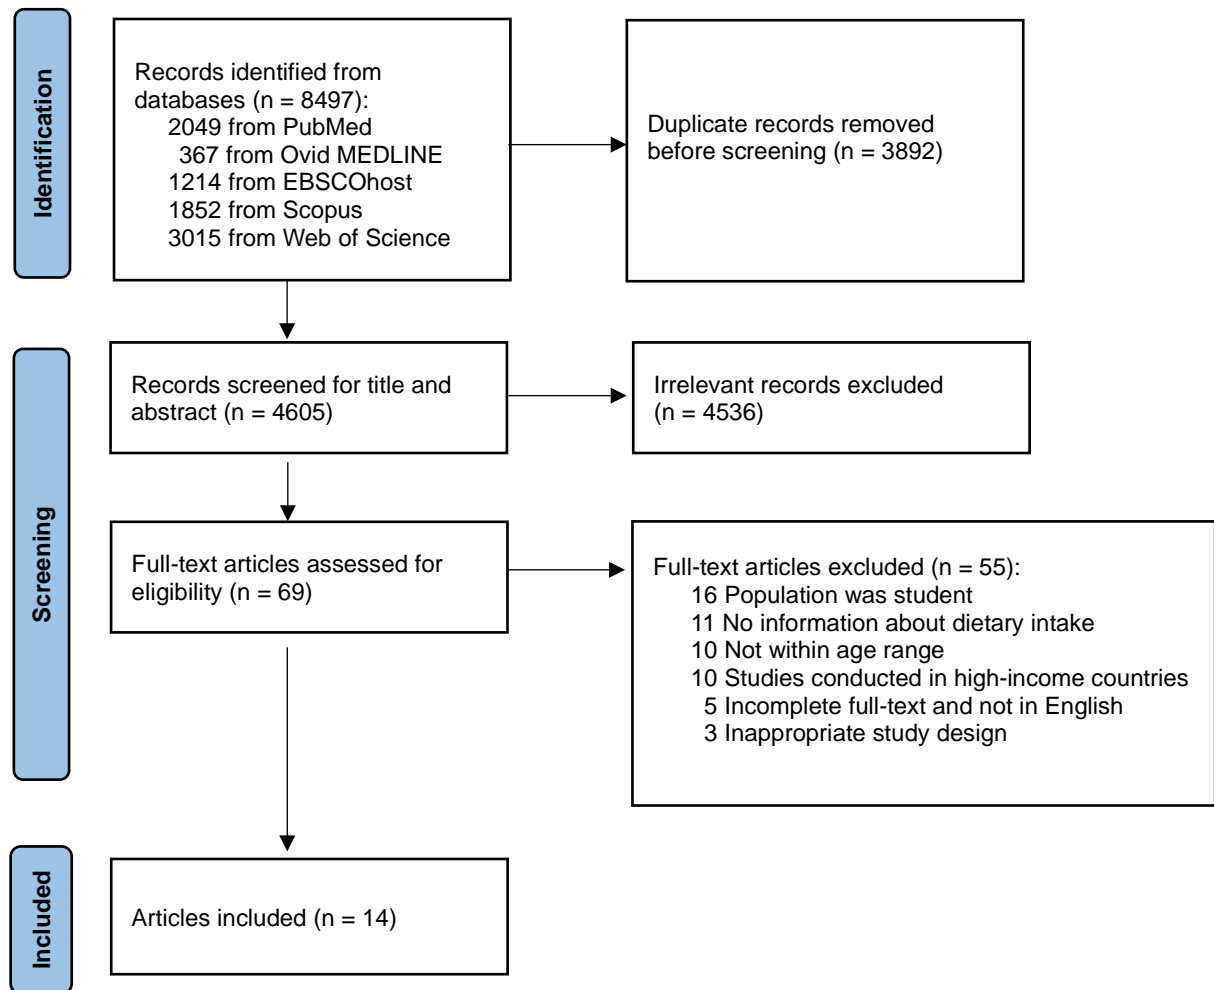 Identification
Records identified from
databases (n = 8497):
2049 from PubMed
367 from Ovid MEDLINE
1214 from EBSCOhost
1852 from Scopus
3015 from Web of Science
Duplicate records removed
before screening (n = 3892)
Screening
Records screened for title and
abstract (n = 4605)
Irrelevant records excluded
(n = 4536)
Full-text articles assessed for
eligibility (n = 69)
Full-text articles excluded (n = 55):
16 Population was student
11 No information about dietary intake
10 Not within age range
10 Studies conducted in high-income countries
5 Incomplete full-text and not in English
3 Inappropriate study design
Included
Articles included (n = 14)